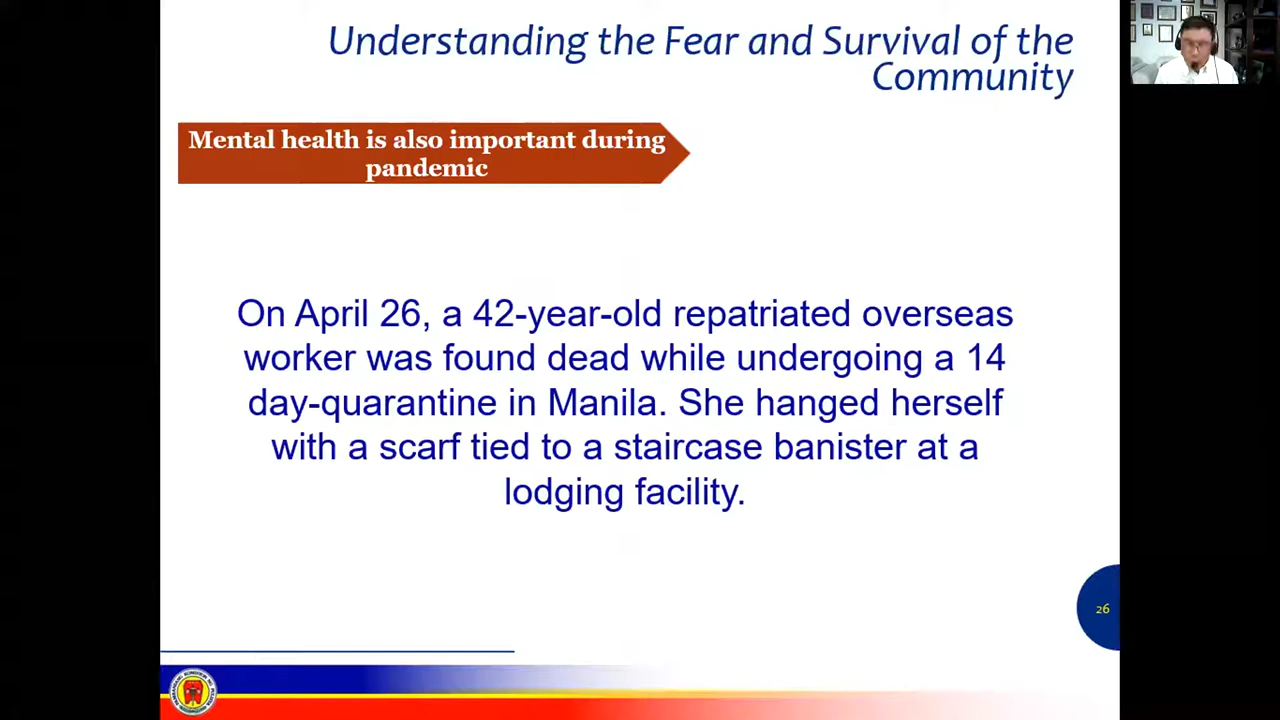 Understanding the Fear and Survival of the
Community
Mental health is also important during
pandemic
On April 26, a 42-year-old repatriated overseas
worker was found dead while undergoing a 14
day-quarantine in Manila. She hanged herself
with a scarf tied to a staircase banister at a
lodging facility.
26